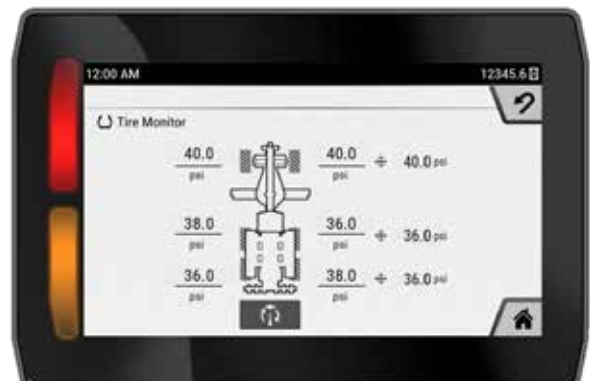 12:00 AM 12345.6
Tire Monitor
40.0 40.0 40.0 psi
psi psi
38.0 36.0 36.0 psi
psi psi
36.0 38.0 36.0 psi
psi psi